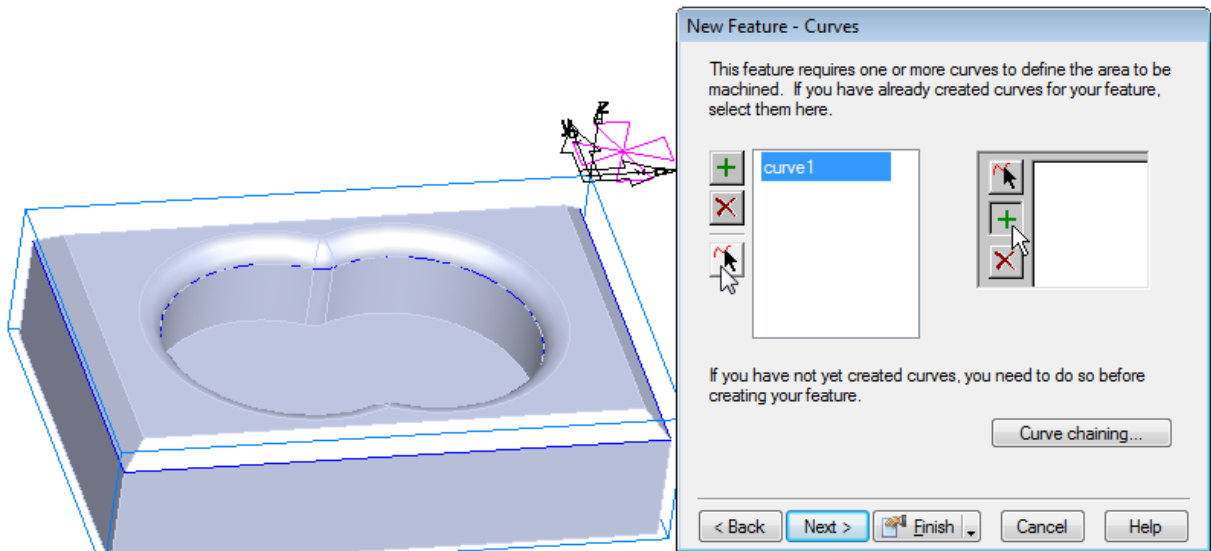 New Feature - Curves
This feature requires one or more curves to define the area to be
machined. If you have already created curves for your feature,
select them here.
curve1
z
y
If you have not yet created curves, you need to do so before
creating your feature.
Curve chaining...
< Back Next > Finish Cancel Help